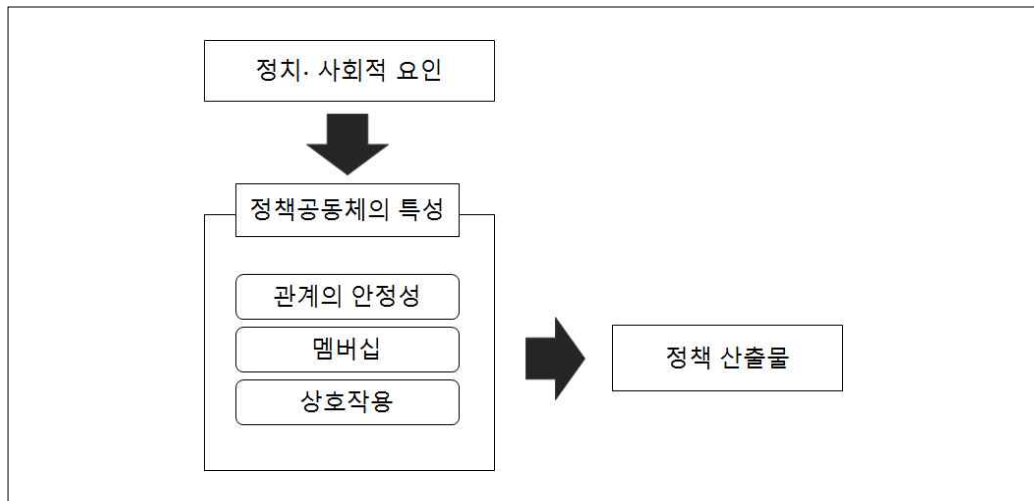 정치· 사회적 요인
정책공동체의 특성
관계의 안정성
멤버십
상호작용
정책 산출물